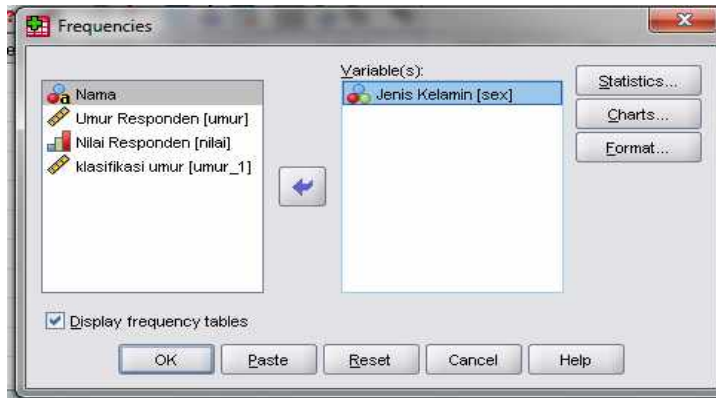 Frequencies
Variable(s):
Nama
Umur Responden [umur]
Nilai Responden [nilai]
klasifikasi umur [umur_1]
Jenis Kelamin [sex]
Statistics...
Charts...
Format...
Display frequency tables
OK
Paste
Reset
Cancel
Help